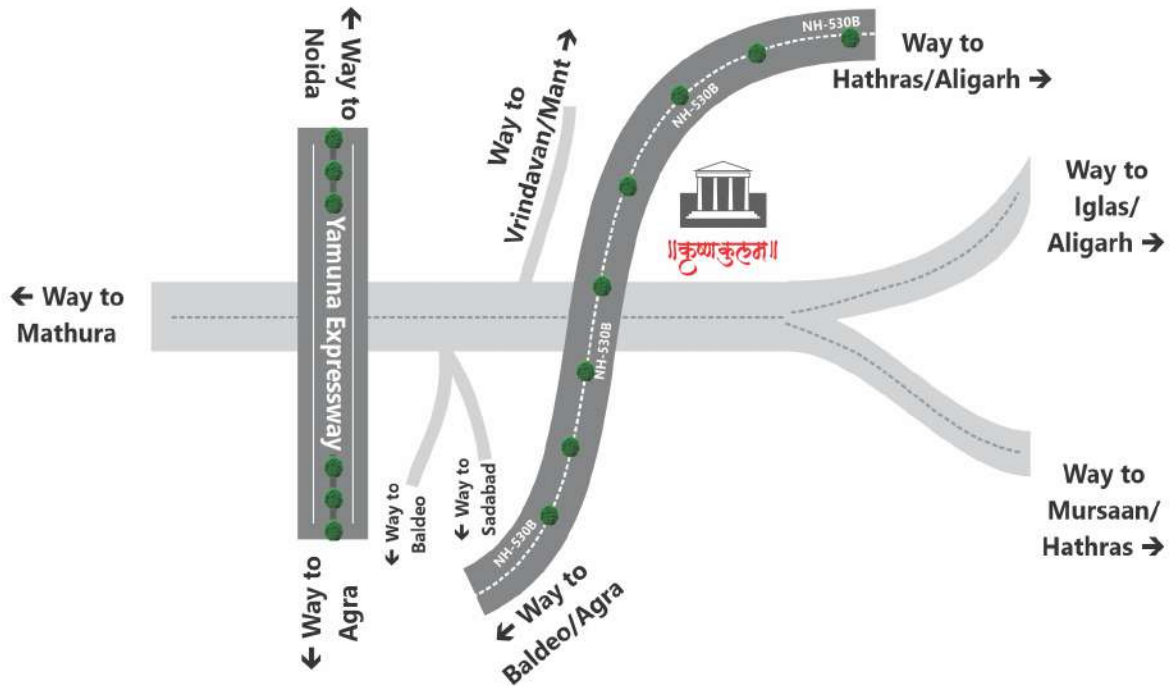 ← Way to
Noida
Way to
Vrindavan/Mant →
NH-530B
NH-530B
Way to
Hathras/Aligarh →
॥कृष्णकुलम॥
Way to
Iglas/
Aligarh →
← Way to
Mathura
Yamuna Expressway
NH-530B
← Way to
Baldeo
← Way to
Sadabad
NH-530B
Way to
Mursaan/
Hathras →
← Way to
Agra
← Way to
Baldeo/Agra